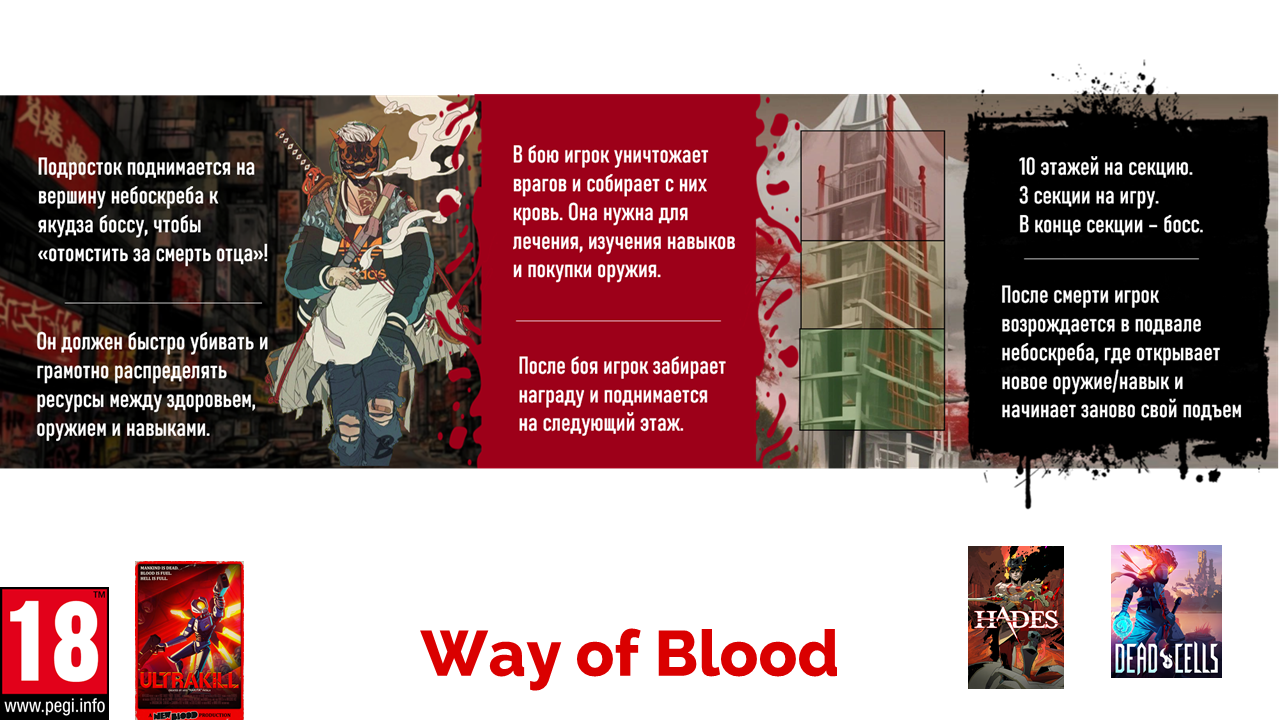 Подросток поднимается на
вершину небоскреба к
якудза боссу, чтобы
«отомстить за смерть отца»!
Он должен быстро убивать и
грамотно распределять
ресурсы между здоровьем,
оружием и навыками.
adidas
В бою игрок уничтожает
врагов и собирает с них
кровь. Она нужна для
лечения, изучения навыков
и покупки оружия.
После боя игрок забирает
награду и поднимается
на следующий этаж.
10 этажей на секцию.
3 секции на игру.
В конце секции – босс.
После смерти игрок
возрождается в подвале
небоскреба, где открывает
новое оружие/навык и
начинает заново свой подъем
18
TM
www.pegi.info
MANKIND IS DEAD.
BLOOD IS FUEL.
HELL IS FULL.
ULTRAKILL
A NEW BLOOD PRODUCTION
Way of Blood
HADES
DEAD CELLS